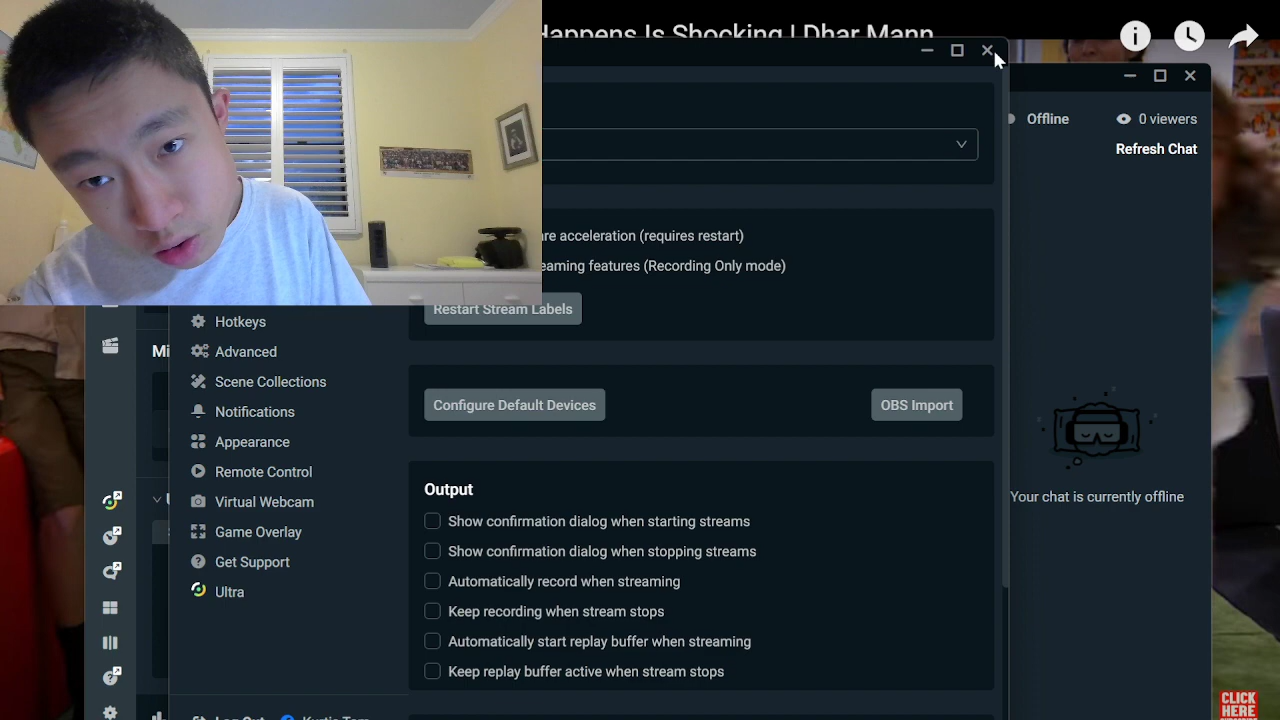 Happens Is Shocking | Dhar Mann
Offline
0 viewers
Refresh Chat
are acceleration (requires restart)
eaming features (Recording Only mode)
Restart Stream Labels
Hotkeys
Mi
Advanced
Scene Collections
Configure Default Devices
OBS Import
Notifications
Appearance
Remote Control
Output
Virtual Webcam
Your chat is currently offline
Show confirmation dialog when starting streams
Game Overlay
Show confirmation dialog when stopping streams
Get Support
Automatically record when streaming
Ultra
Keep recording when stream stops
Automatically start replay buffer when streaming
Keep replay buffer active when stream stops
CLICK
HERE
Log Out